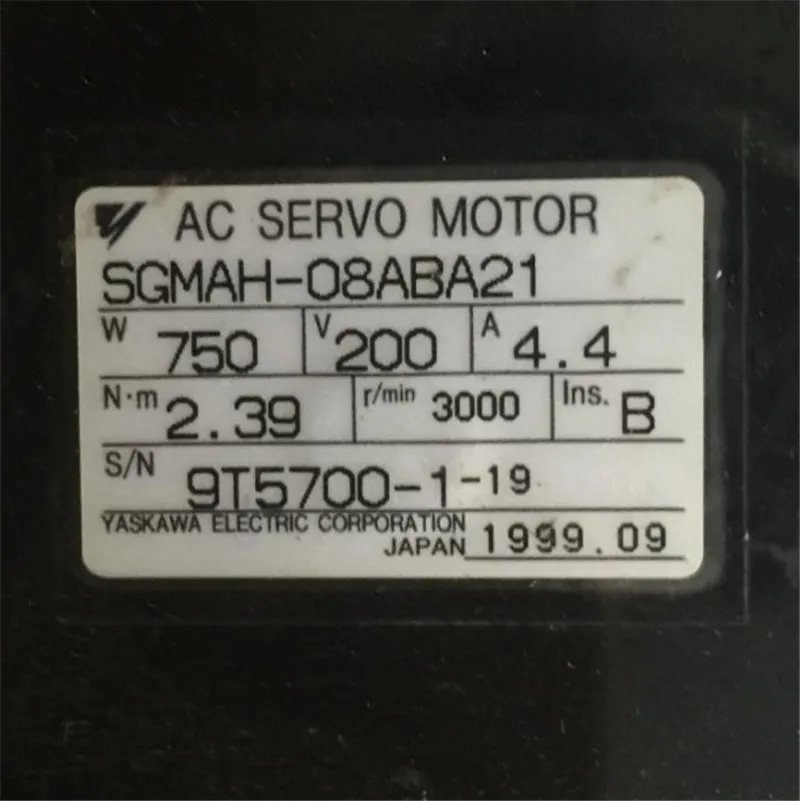 AC SERVO MOTOR
SGMAH-08ABA21
W 750 V 200 A 4.4
N·m 2.39 r/min 3000 Ins. B
S/N 9T5700-1-19
YASKAWA ELECTRIC CORPORATION
JAPAN 1999.09